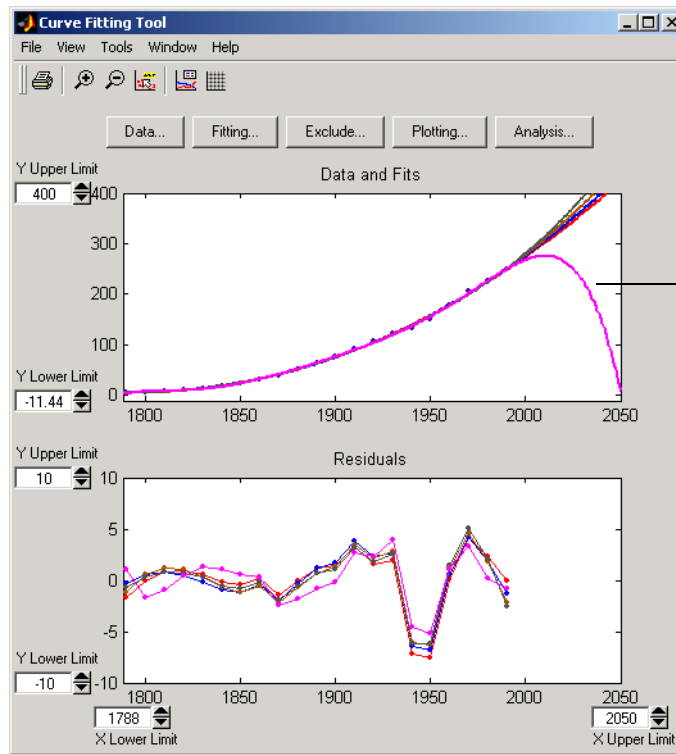 Curve Fitting Tool
File View Tools Window Help
Data... Fitting... Exclude... Plotting... Analysis...
Y Upper Limit
400
Data and Fits
400
300
200
100
0
Y Lower Limit
-11.44
1800 1850 1900 1950 2000 2050
Y Upper Limit
10
Residuals
10
5
0
-5
-10
Y Lower Limit
-10
1800 1850 1900 1950 2000 2050
1788
X Lower Limit
2050
X Upper Limit